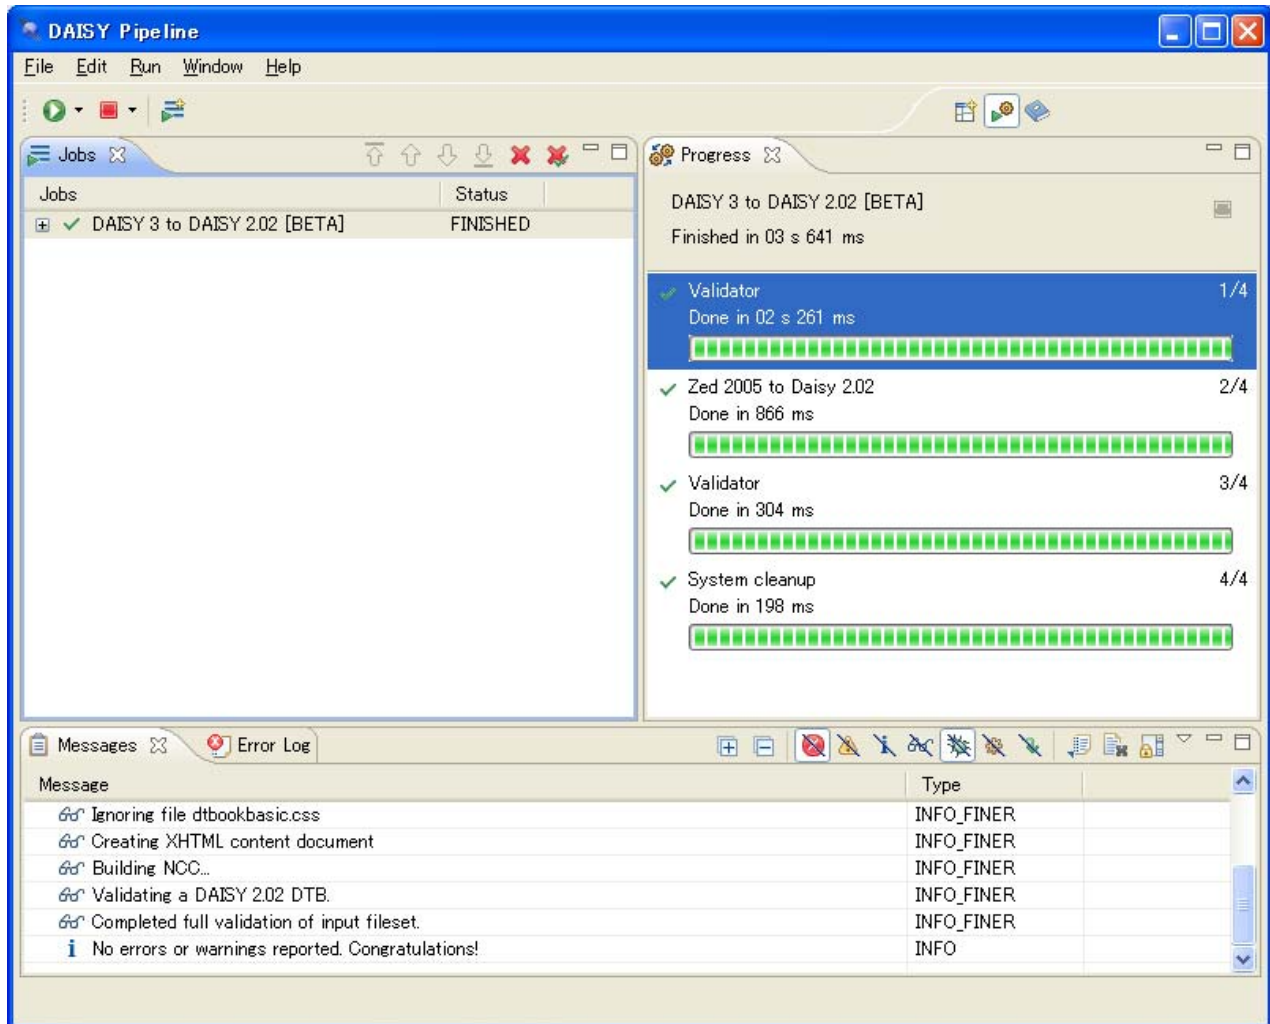 DAISY Pipeline
File Edit Run Window Help
Jobs
Jobs Status
DAISY 3 to DAISY 2.02 [BETA] FINISHED
Progress
DAISY 3 to DAISY 2.02 [BETA]
Finished in 03 s 641 ms
Validator 1/4
Done in 02 s 261 ms
Zed 2005 to Daisy 2.02 2/4
Done in 866 ms
Validator 3/4
Done in 304 ms
System cleanup 4/4
Done in 198 ms
Messages Error Log
Message Type
Ignoring file dtbookbasic.css INFO_FINER
Creating XHTML content document INFO_FINER
Building NCC... INFO_FINER
Validating a DAISY 2.02 DTB. INFO_FINER
Completed full validation of input fileset. INFO_FINER
No errors or warnings reported. Congratulations! INFO